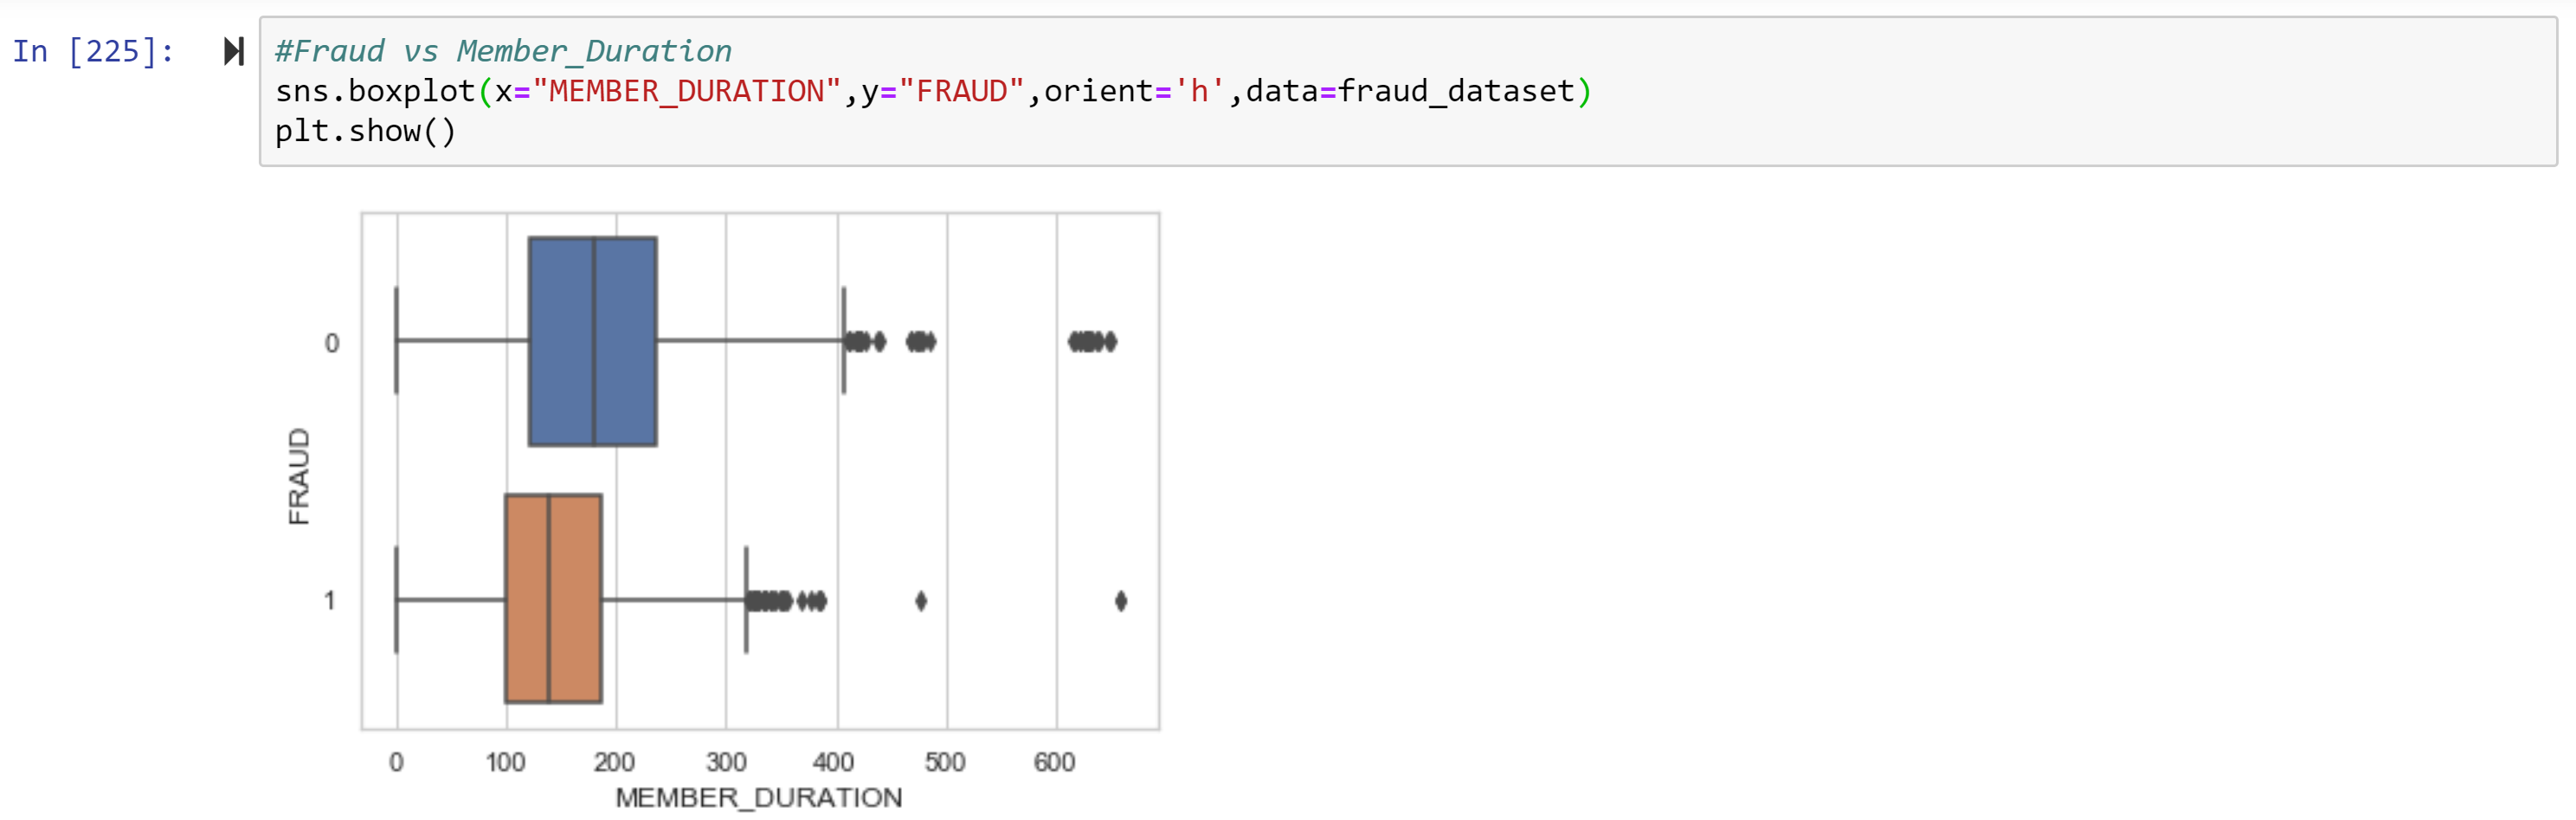 In [225]:
#Fraud vs Member_Duration
sns.boxplot(x="MEMBER_DURATION",y="FRAUD",orient='h',data=fraud_dataset)
plt.show()
0
FRAUD
1
0 100 200 300 400 500 600
MEMBER_DURATION